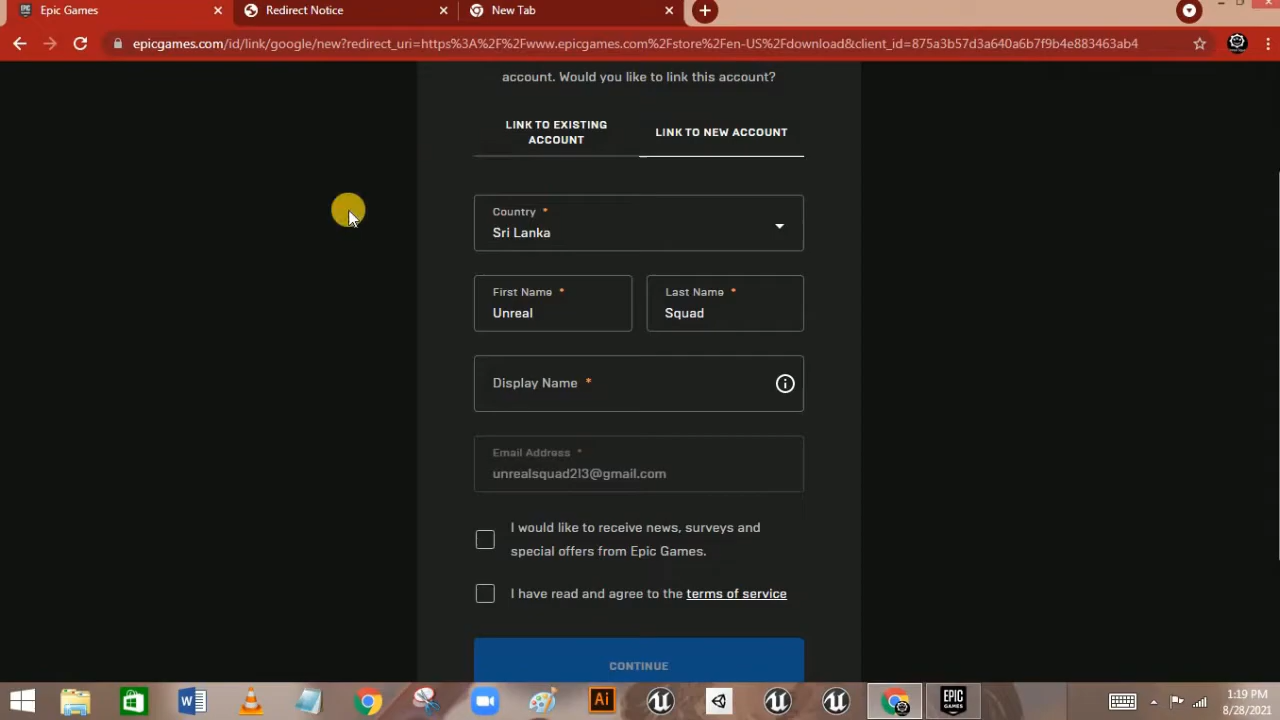 Epic Games
Redirect Notice
New Tab
epicgames.com/id/link/google/new?redirect_uri=https%3A%2F%2Fwww.epicgames.com%2Fstore%2Fen-US%2Fdownload&client_id=875a3b57d3a640a6b7f9b4e883463ab4
account. Would you like to link this account?
LINK TO EXISTING
ACCOUNT
LINK TO NEW ACCOUNT
Country *
Sri Lanka
First Name *
Unreal
Last Name *
Squad
Display Name *
Email Address *
unrealsquad213@gmail.com
I would like to receive news, surveys and
special offers from Epic Games.
I have read and agree to the terms of service
CONTINUE
Ai
EPIC
GAMES
1:19 PM
8/28/2021